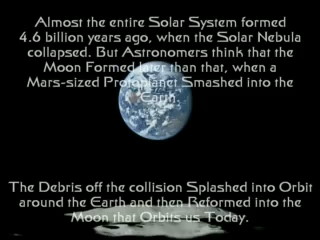 Almost the entire Solar System formed
4.6 billion years ago, when the Solar Nebula
collapsed. But Astronomers think that the
Moon Formed later than that, when a
Mars-sized Protoplanet Smashed into the
Earth.
The Debris off the collision Splashed into Orbit
around the Earth and then Reformed into the
Moon that Orbits us Today.